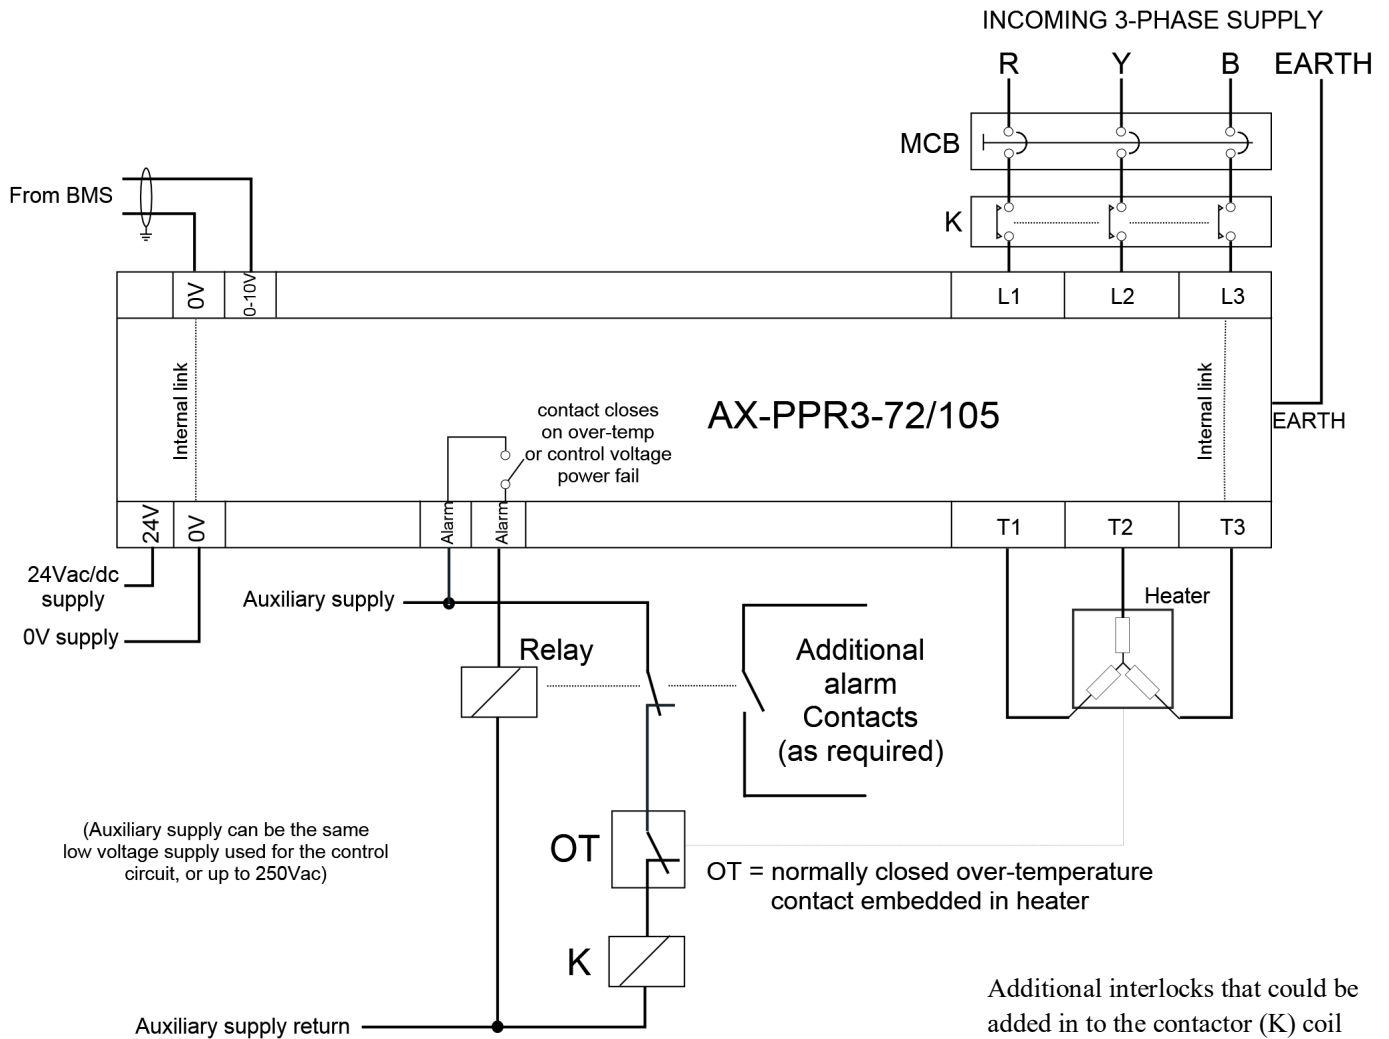 INCOMING 3-PHASE SUPPLY
R Y B EARTH
MCB
From BMS
K
0V
0-10V
L1 L2 L3
Internal link
contact closes
on over-temp
or control voltage
power fail
AX-PPR3-72/105
Internal link
EARTH
24V
0V
Alarm
Alarm
T1 T2 T3
24Vac/dc
supply
0V supply
Auxiliary supply
Heater
Relay
Additional
alarm
Contacts
(as required)
(Auxiliary supply can be the same
low voltage supply used for the control
circuit, or up to 250Vac)
OT
OT = normally closed over-temperature
contact embedded in heater
K
Auxiliary supply return
Additional interlocks that could be
added in to the contactor (K) coil